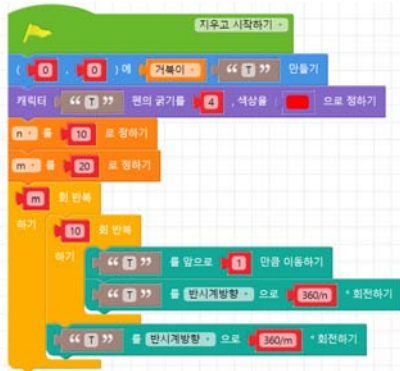 지우고 시작하기
( 0 , 0 ) 에 거북이 “ T ” 만들기
캐릭터 “ T ” 펜의 굵기를 4 , 색상을 으로 정하기
n 를 10 로 정하기
m 를 20 로 정하기
m 회 반복
하기 10 회 반복
하기 “ T ” 를 앞으로 1 만큼 이동하기
“ T ” 를 반시계방향 으로 360/n ° 회전하기
“ T ” 를 반시계방향 으로 360/m ° 회전하기